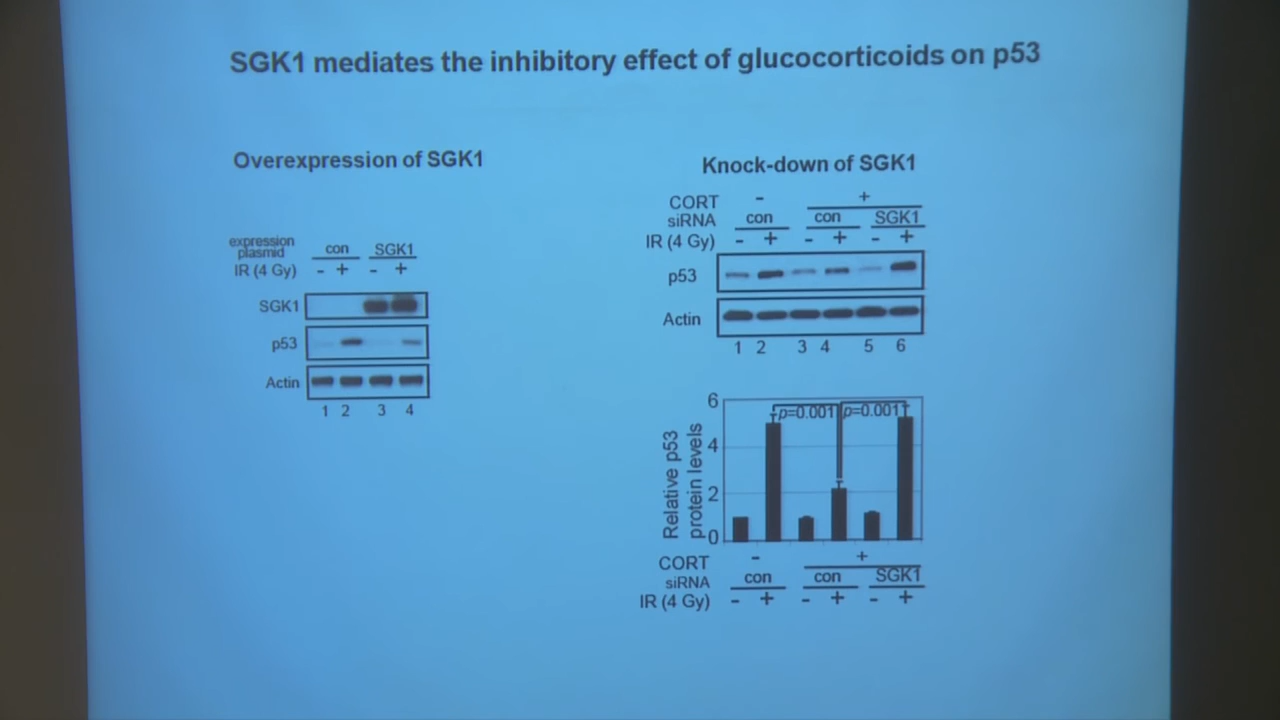 SGK1 mediates the inhibitory effect of glucocorticoids on p53
Overexpression of SGK1
expression
plasmid
con SGK1
IR (4 Gy) - + - +
SGK1
p53
Actin
1 2 3 4
Knock-down of SGK1
CORT - +
siRNA con con SGK1
IR (4 Gy) - + - + - +
p53
Actin
1 2 3 4 5 6
Relative p53
protein levels
6
4
2
0
p=0.001 p=0.001
CORT - +
siRNA con con SGK1
IR (4 Gy) - + - + - +